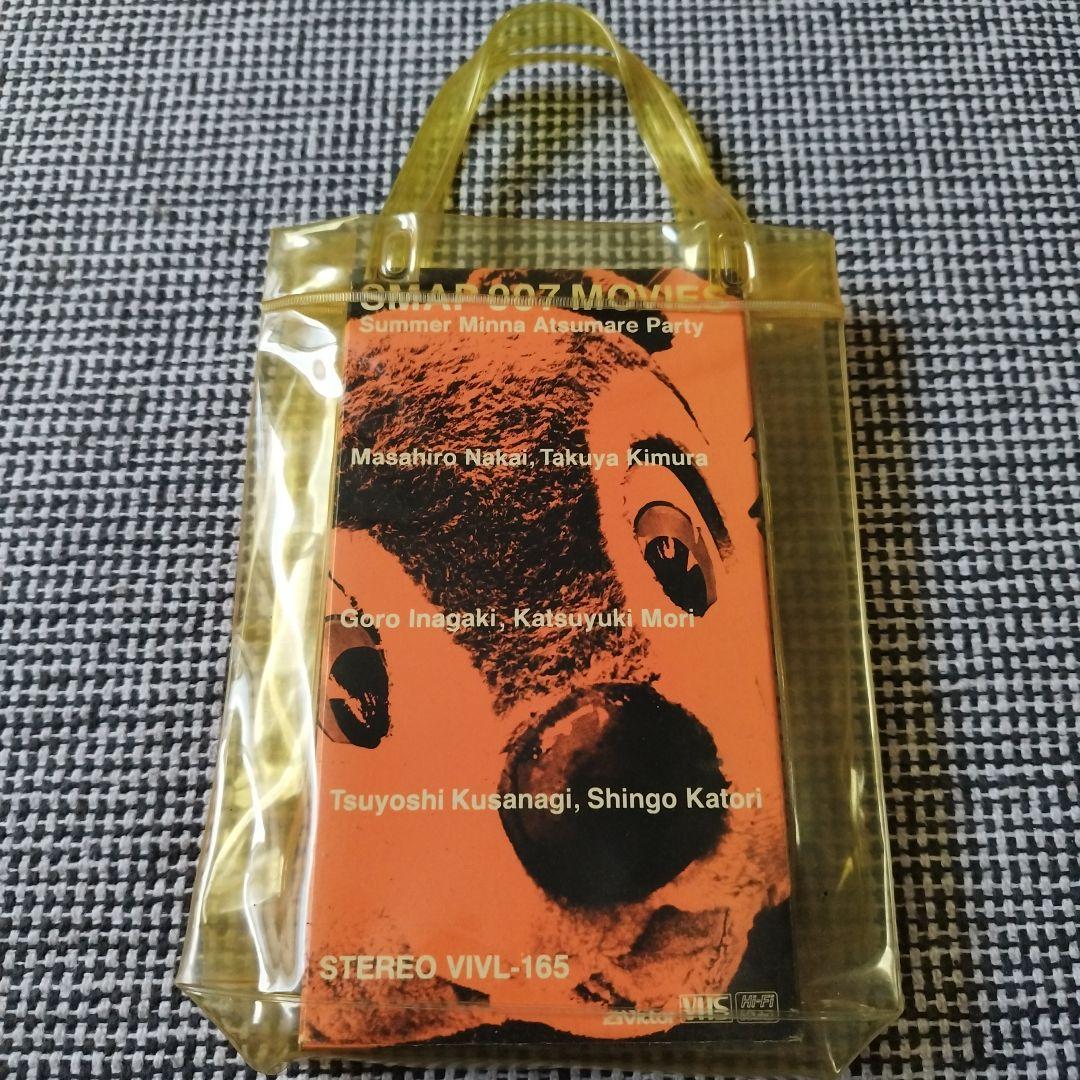 SMAP 007 MOVIES
Summer Minna Atsumare Party
Masahiro Nakai, Takuya Kimura
Goro Inagaki, Katsuyuki Mori
Tsuyoshi Kusanagi, Shingo Katori
STEREO VIVL-165
Victor VHS Hi-Fi